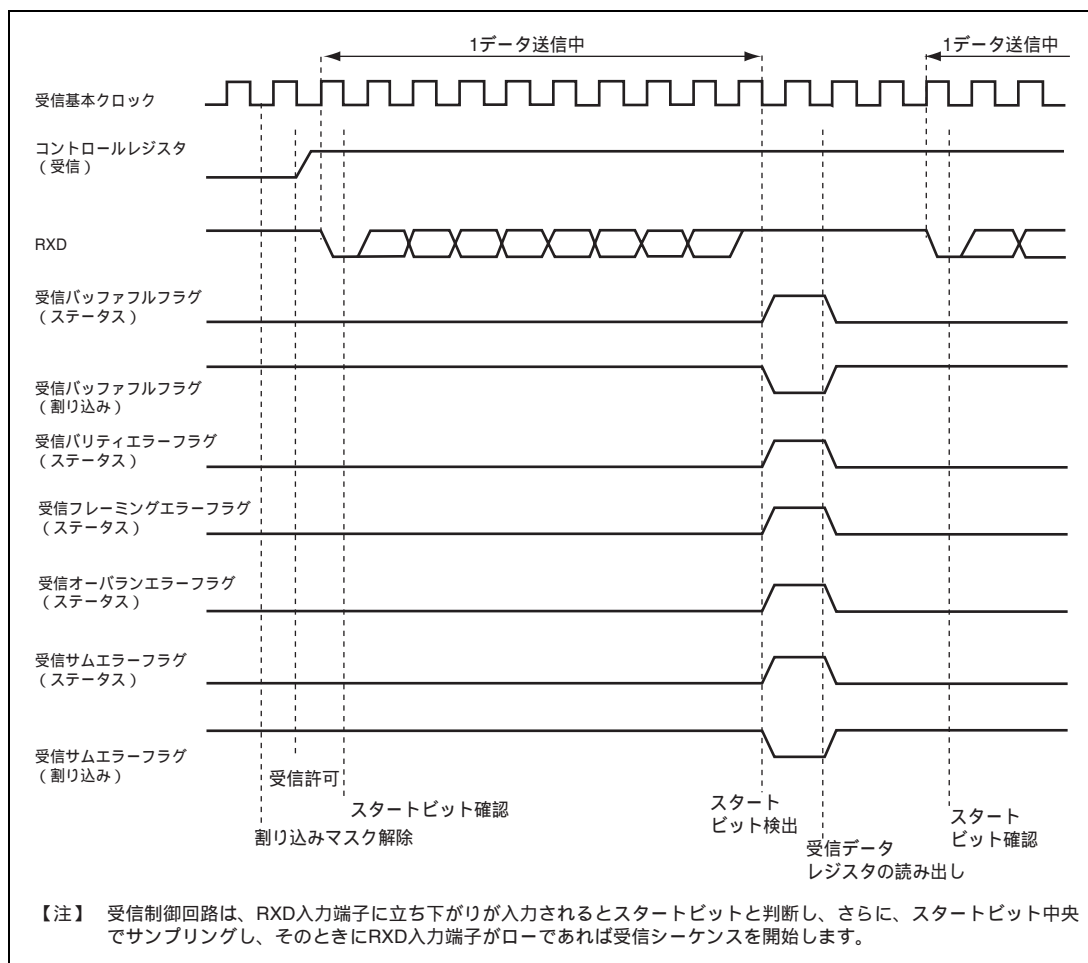 1データ送信中
1データ送信中
受信基本クロック
コントロールレジスタ
（受信）
RXD
受信バッファフルフラグ
（ステータス）
受信バッファフルフラグ
（割り込み）
受信パリティエラーフラグ
（ステータス）
受信フレーミングエラーフラグ
（ステータス）
受信オーバランエラーフラグ
（ステータス）
受信サムエラーフラグ
（ステータス）
受信サムエラーフラグ
（割り込み）
受信許可
スタートビット確認
割り込みマスク解除
スタート
ビット検出
受信データ
レジスタの読み出し
スタート
ビット確認
【注】 受信制御回路は、RXD入力端子に立ち下がりが入力されるとスタートビットと判断し、さらに、スタートビット中央
でサンプリングし、そのときにRXD入力端子がローであれば受信シーケンスを開始します。